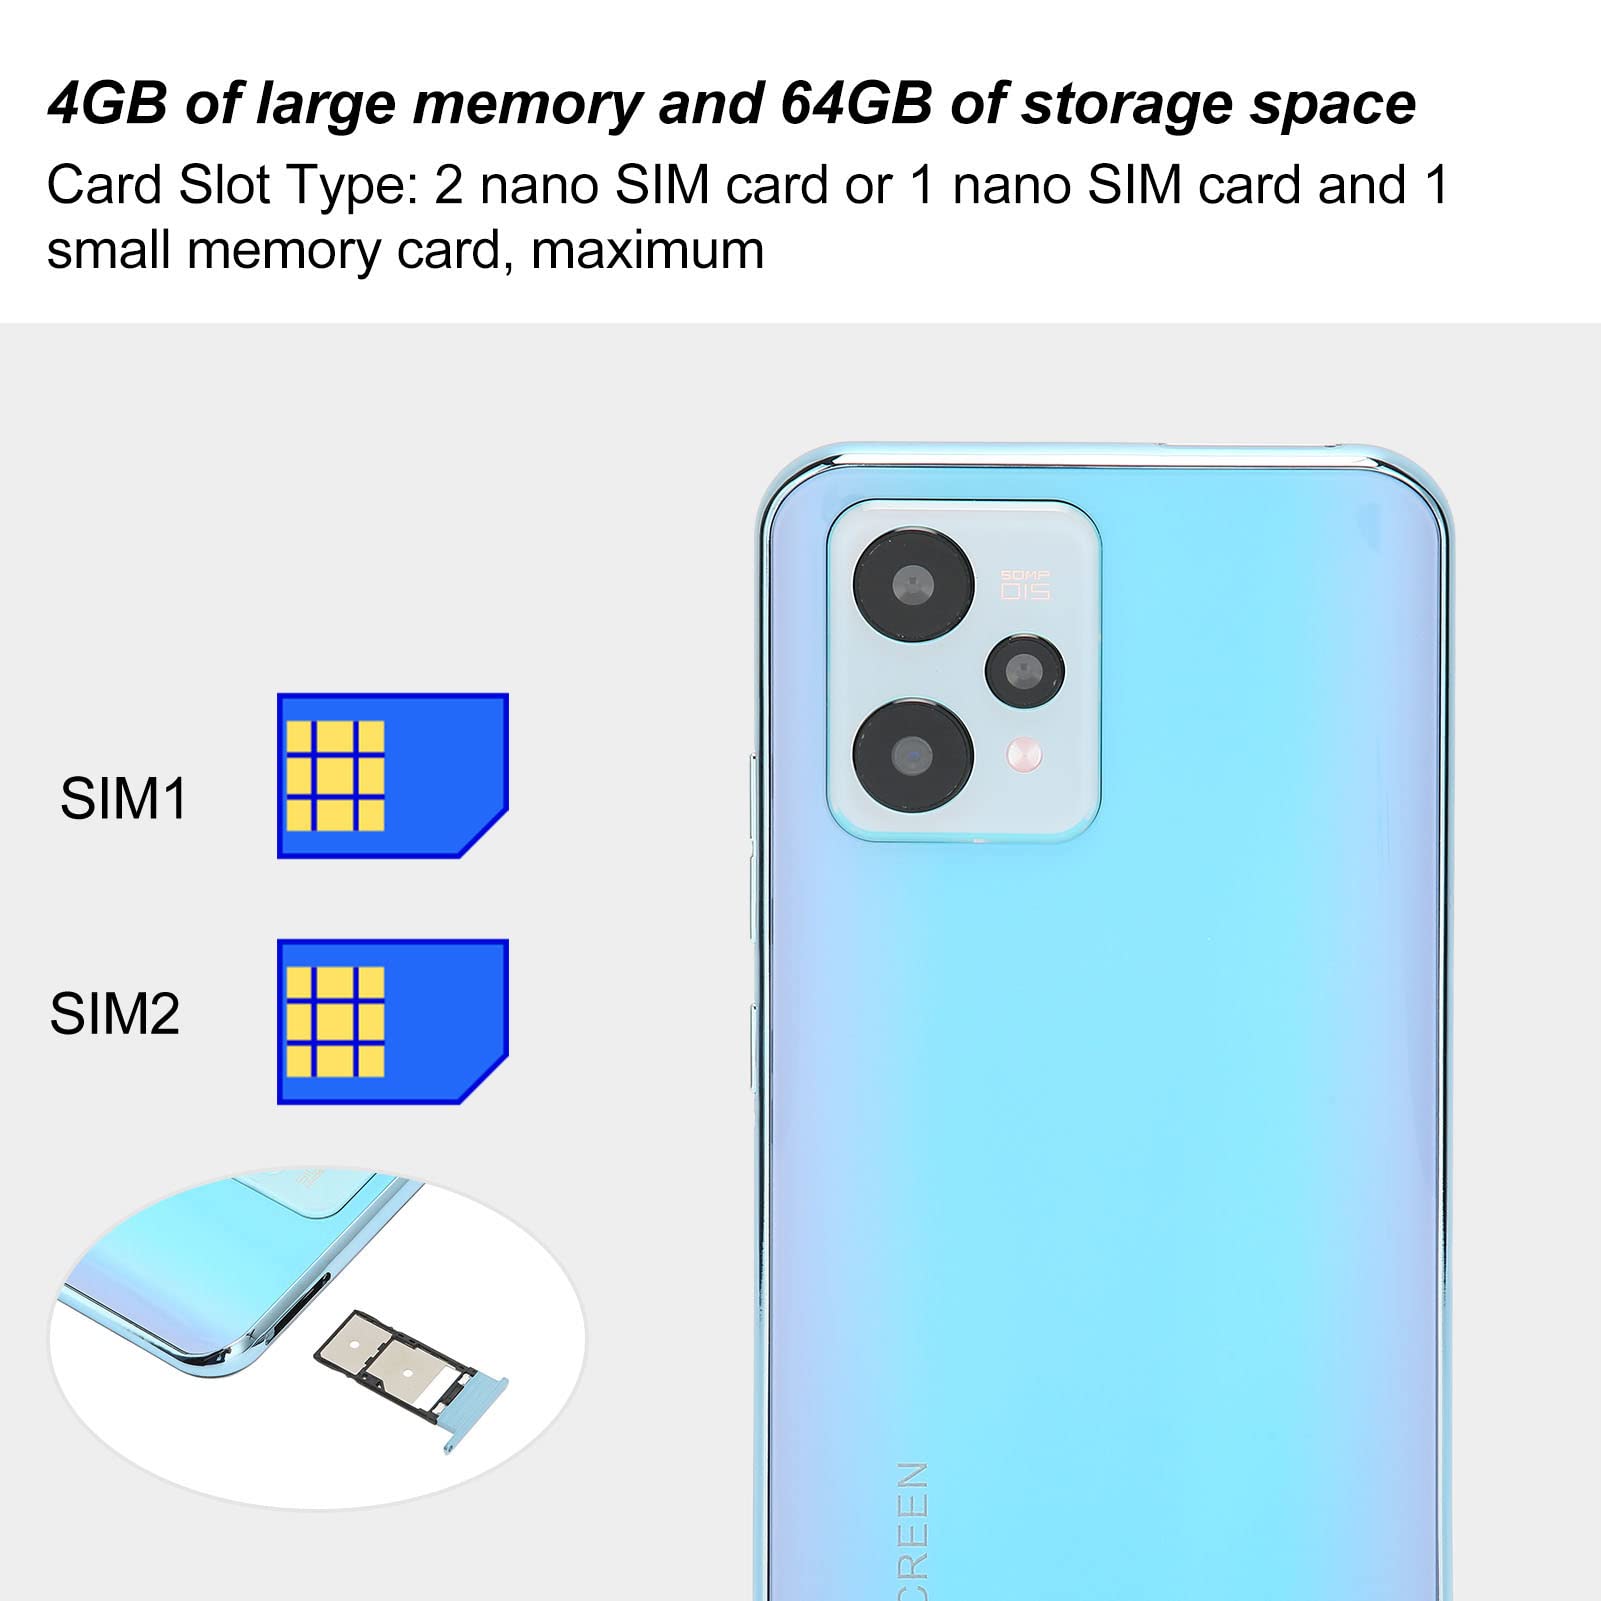 4GB of large memory and 64GB of storage space
Card Slot Type: 2 nano SIM card or 1 nano SIM card and 1
small memory card, maximum
50MP
OIS
SIM1
SIM2
CREEN